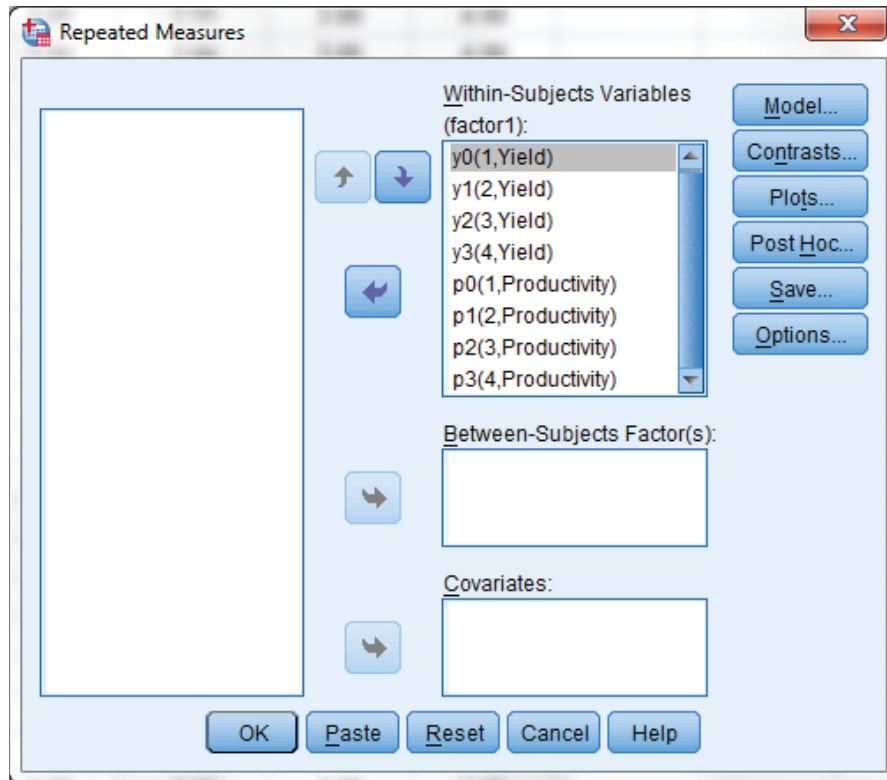 Repeated Measures
X
Within-Subjects Variables
(factor1):
y0(1,Yield)
y1(2,Yield)
y2(3,Yield)
y3(4,Yield)
p0(1,Productivity)
p1(2,Productivity)
p2(3,Productivity)
p3(4,Productivity)
Model...
Contrasts...
Plots...
Post Hoc...
Save...
Options...
Between-Subjects Factor(s):
Covariates:
OK Paste Reset Cancel Help